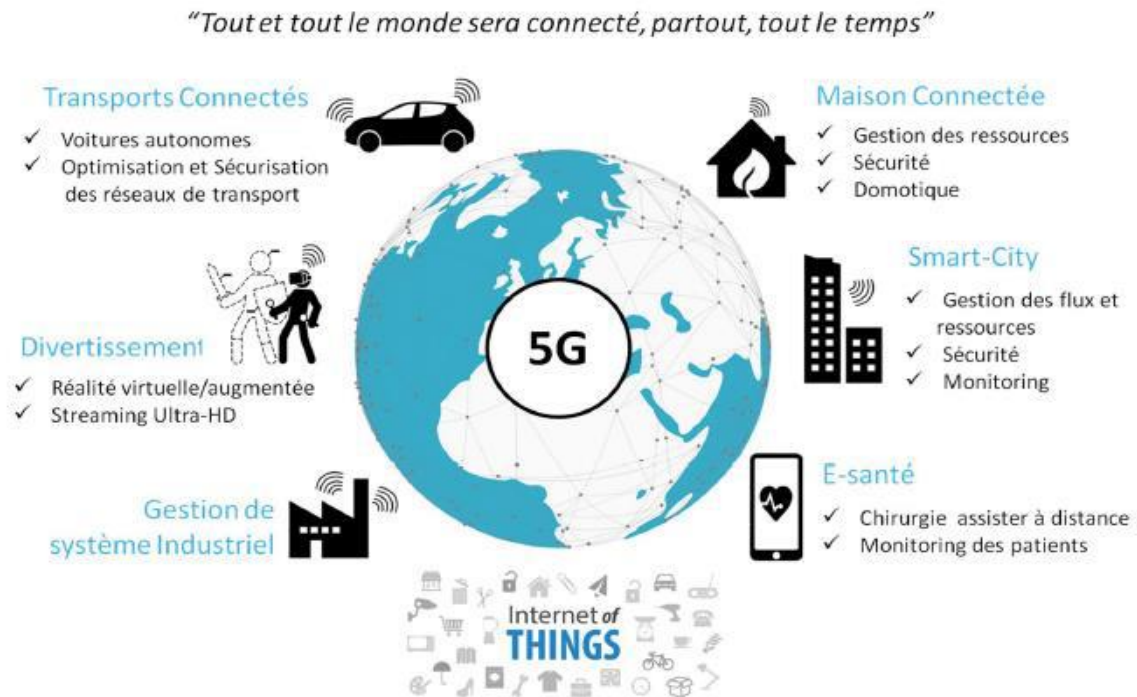 “Tout et tout le monde sera connecté, partout, tout le temps”
Transports Connectés
✓ Voitures autonomes
✓ Optimisation et Sécurisation
des réseaux de transport
Divertissement
✓ Réalité virtuelle/augmentée
✓ Streaming Ultra-HD
Gestion de
système Industriel
5G
Maison Connectée
✓ Gestion des ressources
✓ Sécurité
✓ Domotique
Smart-City
✓ Gestion des flux et
ressources
✓ Sécurité
✓ Monitoring
E-santé
✓ Chirurgie assister à distance
✓ Monitoring des patients
Internet of
THINGS